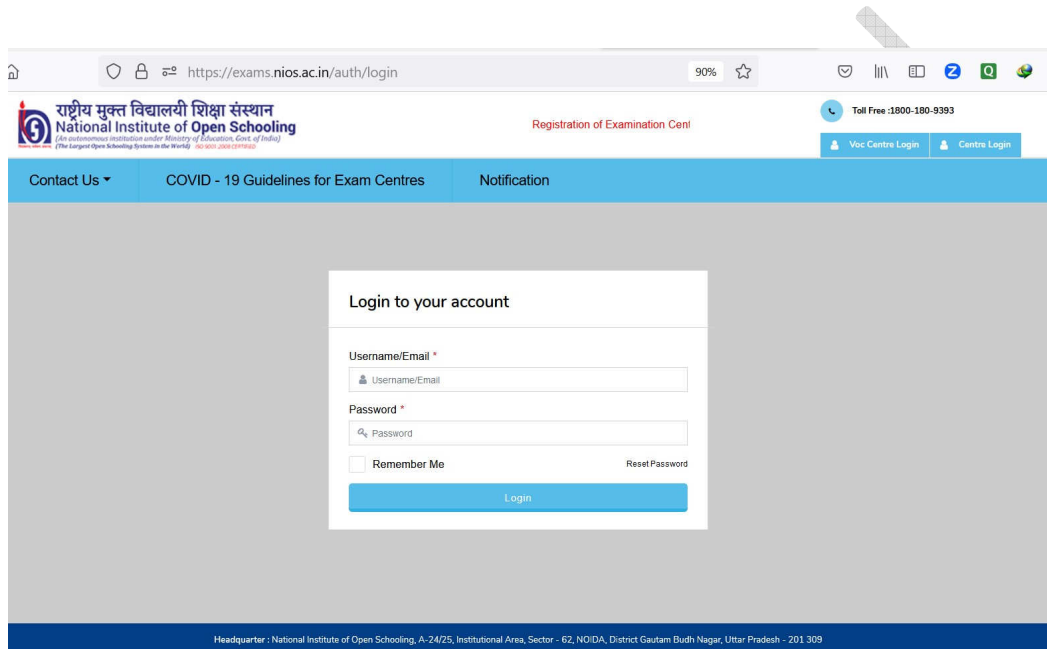 https://exams.nios.ac.in/auth/login
90%
Z
Q
राष्ट्रीय मुक्त विद्यालयी शिक्षा संस्थान
National Institute of Open Schooling
(An autonomous institution under Ministry of Education, Govt. of India)
(The Largest Open Schooling System in the World)
Registration of Examination Cent
Toll Free :1800-180-9393
Voc Centre Login
Centre Login
Contact Us
COVID - 19 Guidelines for Exam Centres
Notification
Login to your account
Username/Email *
Username/Email
Password *
Password
Remember Me
Reset Password
Login
Headquarter : National Institute of Open Schooling, A-24/25, Institutional Area, Sector - 62, NOIDA, District Gautam Budh Nagar, Uttar Pradesh - 201 309